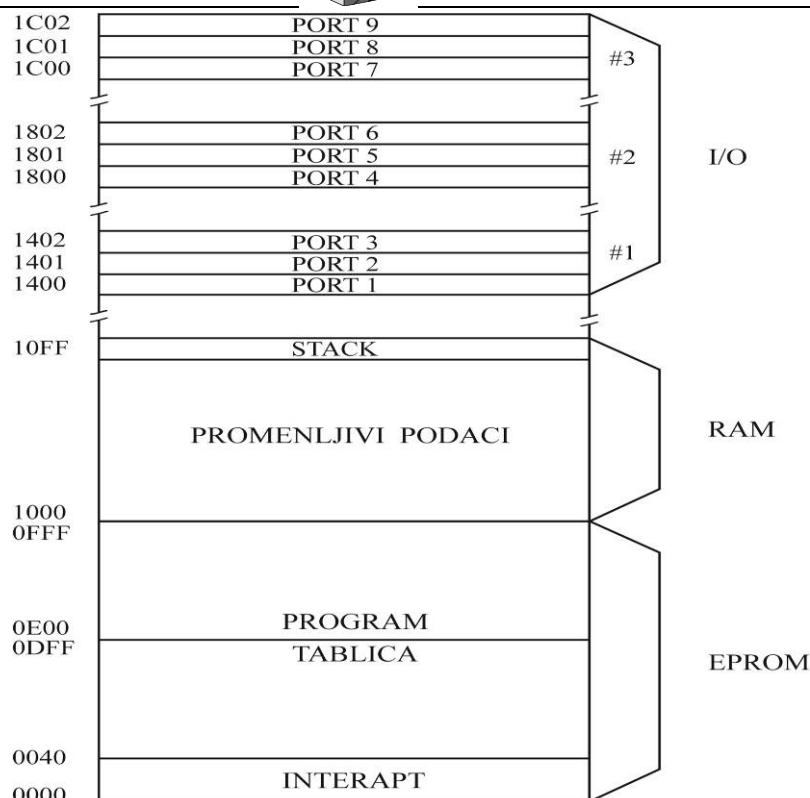 1C02 PORT 9
1C01 PORT 8
1C00 PORT 7
#3
1802 PORT 6
1801 PORT 5
1800 PORT 4
#2
I/O
1402 PORT 3
1401 PORT 2
1400 PORT 1
#1
10FF STACK
PROMENLJIVI PODACI
RAM
1000
0FFF
PROGRAM
0E00
0DFF
TABLICA
EPROM
0040
INTERAPT
0000